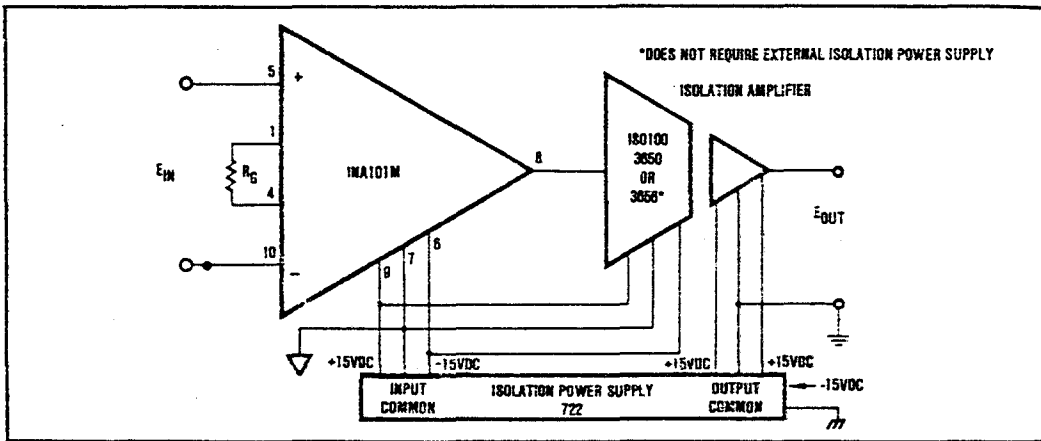 *DOES NOT REQUIRE EXTERNAL ISOLATION POWER SUPPLY
ISOLATION AMPLIFIER
5
+
1
E_IN
R_G
4
10
−
INA101M
8
6
7
9
ISO100
3650
OR
3656*
E_OUT
+15VDC
-15VDC
+15VDC
+15VDC
-15VDC
INPUT
COMMON
ISOLATION POWER SUPPLY
722
OUTPUT
COMMON